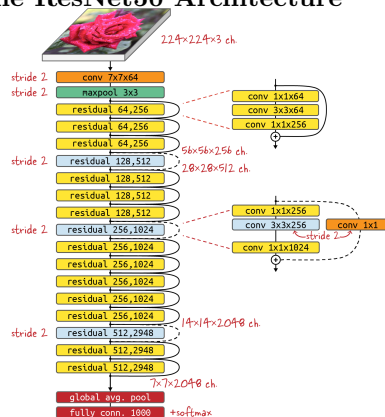 ResNet50 Architecture
224×224×3 ch.
stride 2 conv 7x7x64
stride 2 maxpool 3x3
residual 64,256
residual 64,256
residual 64,256
56×56×256 ch.
stride 2 residual 128,512
28×28×512 ch.
residual 128,512
residual 128,512
residual 128,512
stride 2 residual 256,1024
residual 256,1024
residual 256,1024
residual 256,1024
residual 256,1024
residual 256,1024
14×14×2048 ch.
stride 2 residual 512,2948
residual 512,2948
residual 512,2948
7×7×2048 ch.
global avg. pool
fully conn. 1000 +softmax
conv 1x1x64
conv 3x3x64
conv 1x1x256
conv 1x1x256
conv 3x3x256 conv 1x1
stride 2
conv 1x1x1024